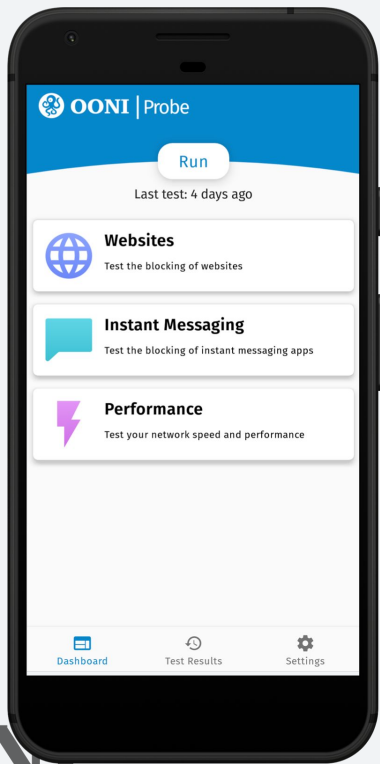 OONI | Probe
Run
Last test: 4 days ago
Websites
Test the blocking of websites
Instant Messaging
Test the blocking of instant messaging apps
Performance
Test your network speed and performance
Dashboard
Test Results
Settings